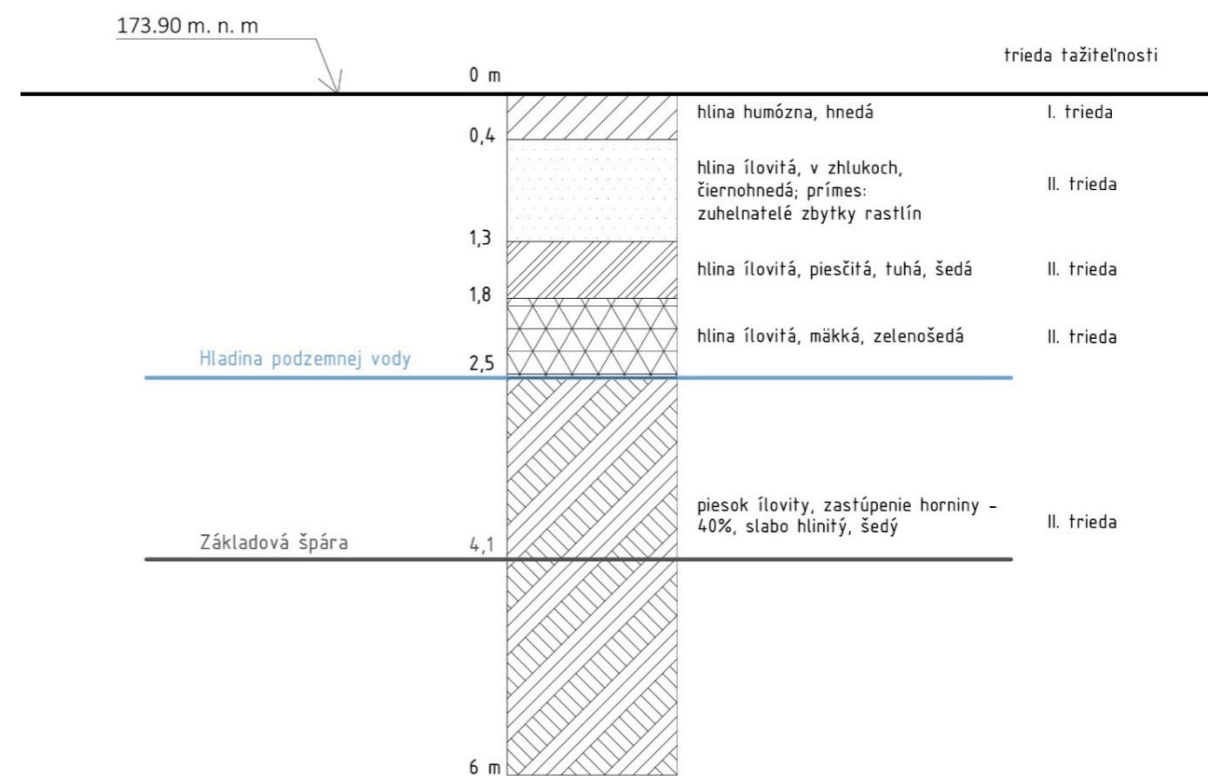 173.90 m. n. m
trieda tažiteľnosti
0 m
hlina humózna, hnedá
I. trieda
0,4
hlina ílovitá, v zhlukoch,
čiernohnedá; prímes:
zuhelnatelé zbytky rastlín
II. trieda
1,3
hlina ílovitá, piesčitá, tuhá, šedá
II. trieda
1,8
hlina ílovitá, mäkká, zelenošedá
II. trieda
Hladina podzemnej vody
2,5
piesok ílovity, zastúpenie horniny -
40%, slabo hlinitý, šedý
II. trieda
Základová špára
4,1
6 m